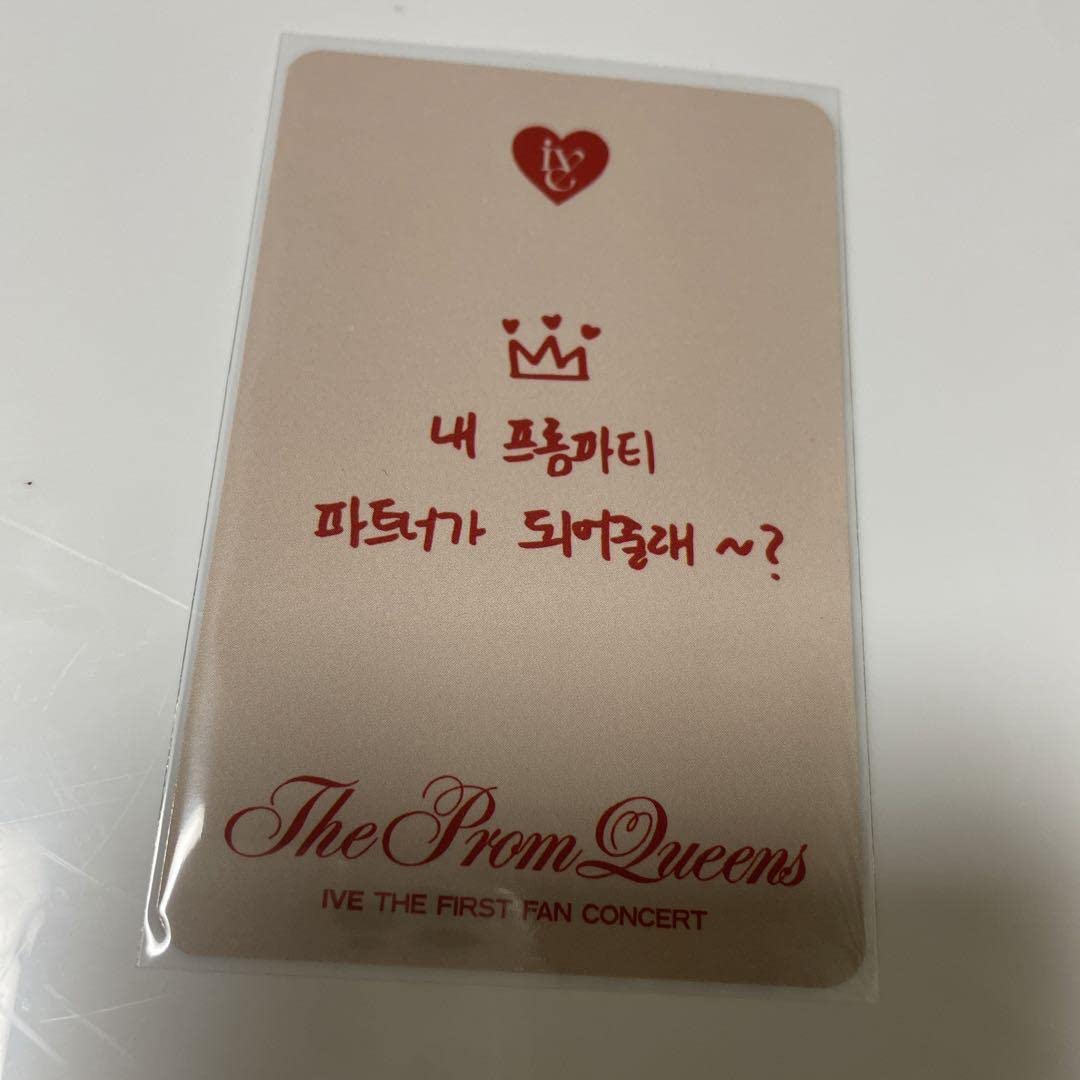 ive
내 프롬파티
파트너가 되어줄래 ~?
The Prom Queens
IVE THE FIRST FAN CONCERT